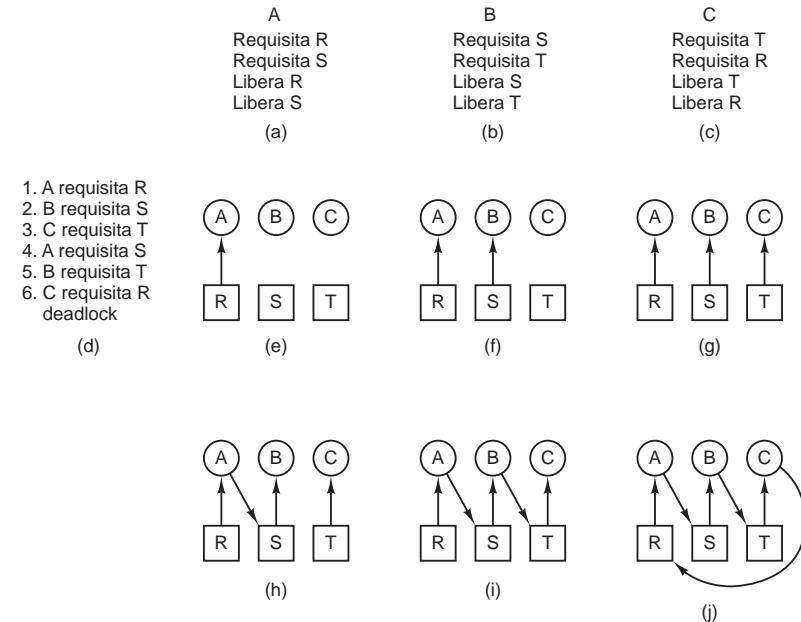 A
Requisita R
Requisita S
Libera R
Libera S
(a)
B
Requisita S
Requisita T
Libera S
Libera T
(b)
C
Requisita T
Requisita R
Libera T
Libera R
(c)
1. A requisita R
2. B requisita S
3. C requisita T
4. A requisita S
5. B requisita T
6. C requisita R
deadlock
(d)
A B C
R S T
(e)
A B C
R S T
(f)
A B C
R S T
(g)
A B C
R S T
(h)
A B C
R S T
(i)
A B C
R S T
(j)